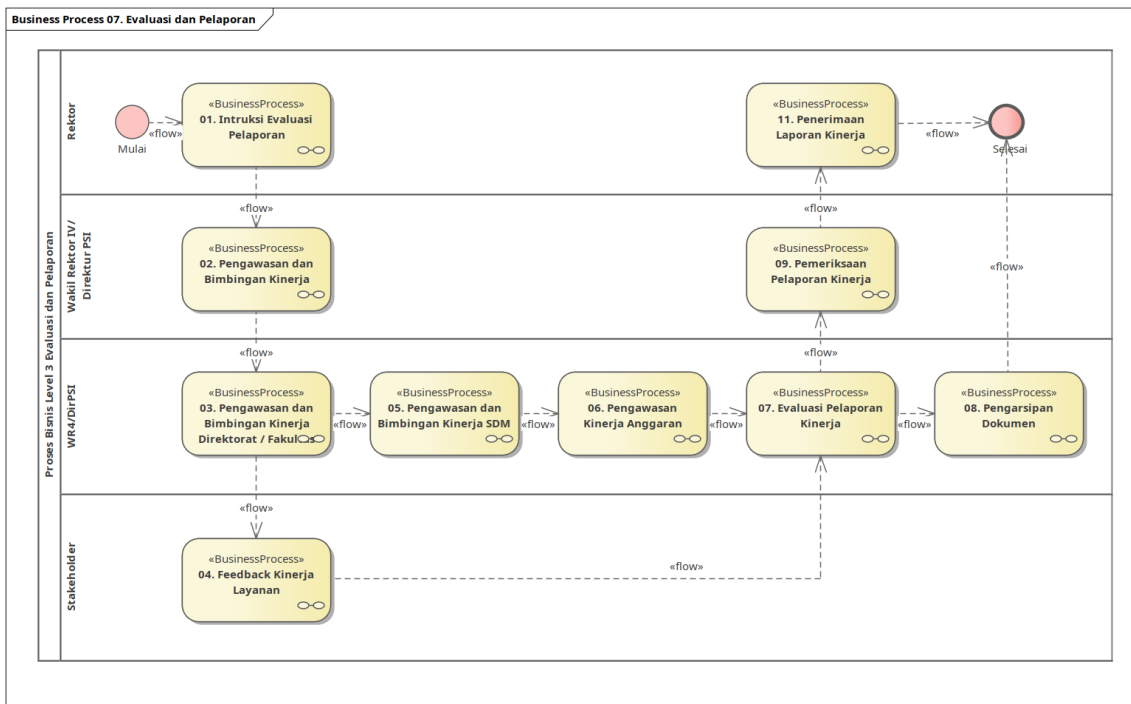 Business Process 07. Evaluasi dan Pelaporan
Proses Bisnis Level 3 Evaluasi dan Pelaporan
Rektor
Mulai
«flow»
«BusinessProcess»
01. Intruksi Evaluasi
Pelaporan
«BusinessProcess»
11. Penerimaan
Laporan Kinerja
«flow»
Selesai
«flow»
«flow»
Wakil Rektor IV/
Direktur PSI
«BusinessProcess»
02. Pengawasan dan
Bimbingan Kinerja
«BusinessProcess»
09. Pemeriksaan
Pelaporan Kinerja
«flow»
«flow»
«flow»
WR4/DirPSI
«BusinessProcess»
03. Pengawasan dan
Bimbingan Kinerja
Direktorat / Fakultas
«flow»
«BusinessProcess»
05. Pengawasan dan
Bimbingan Kinerja SDM
«flow»
«BusinessProcess»
06. Pengawasan
Kinerja Anggaran
«flow»
«BusinessProcess»
07. Evaluasi Pelaporan
Kinerja
«flow»
«BusinessProcess»
08. Pengarsipan
Dokumen
«flow»
Stakeholder
«BusinessProcess»
04. Feedback Kinerja
Layanan
«flow»